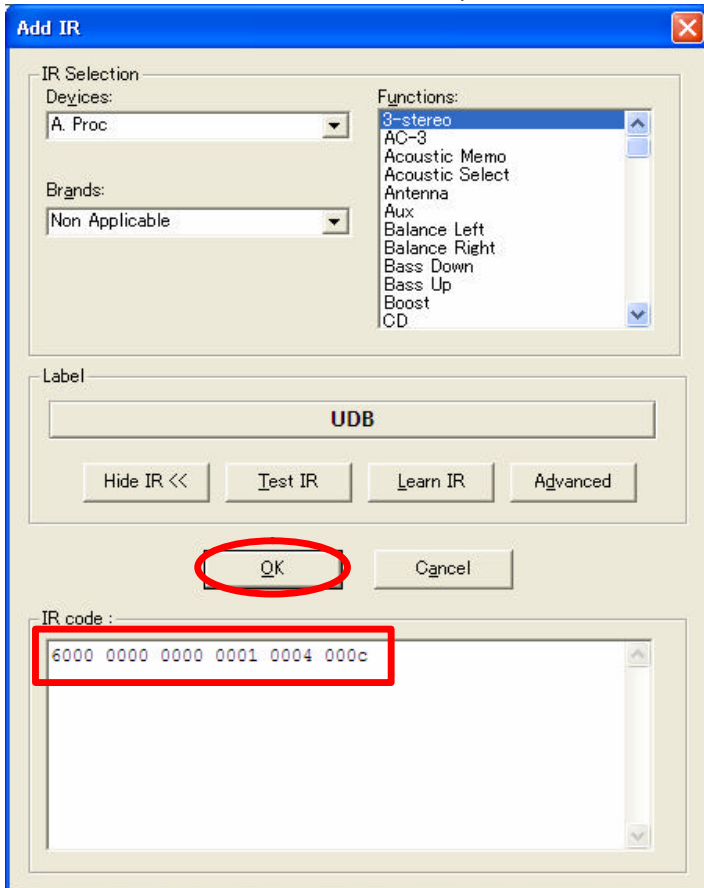 Add IR
IR Selection
Devices:
A. Proc
Brands:
Non Applicable
Functions:
3-stereo
AC-3
Acoustic Memo
Acoustic Select
Antenna
Aux
Balance Left
Balance Right
Bass Down
Bass Up
Boost
CD
Label
UDB
Hide IR <<
Test IR
Learn IR
Advanced
OK
Cancel
IR code :
6000 0000 0000 0001 0004 000c